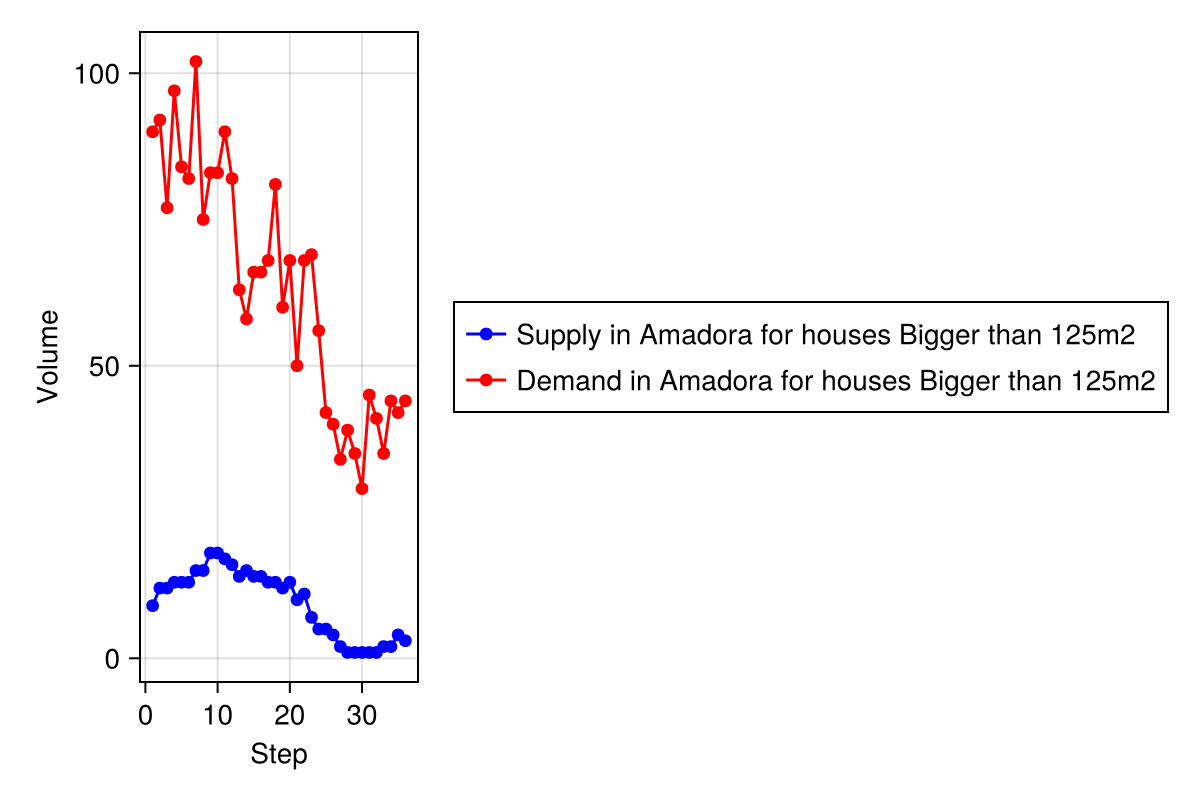 100
50
0
Volume
0 10 20 30
Step
Supply in Amadora for houses Bigger than 125m2
Demand in Amadora for houses Bigger than 125m2